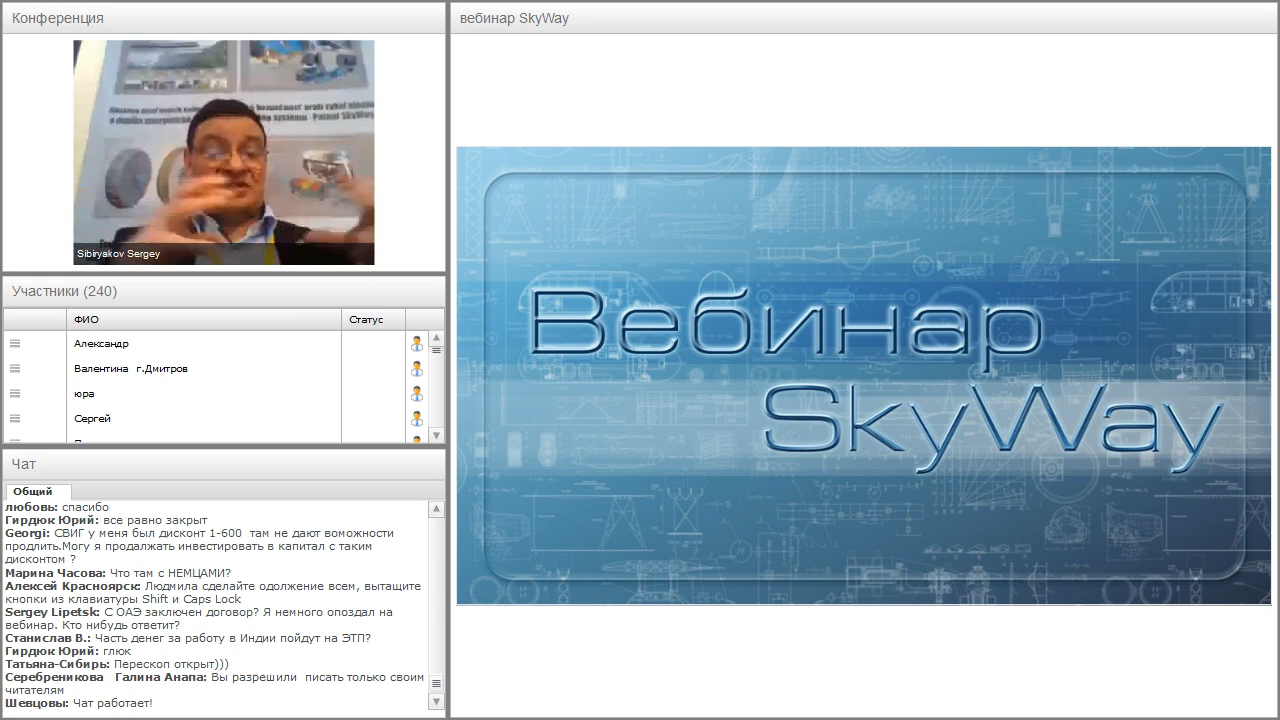 Конференция
вебинар SkyWay
Sibiryakov Sergey
Участники (240)
ФИО
Статус
Александр
Валентина г.Дмитров
юра
Сергей
Чат
Общий
любовь: спасибо
Гирдюк Юрий: все равно закрыт
Georgi: СВИГ у меня был дисконт 1-600 там не дают воможности
продлить.Могу я продалжать инвестировать в капитал с таким
дисконтом ?
Марина Часова: Что там с НЕМЦАМИ?
Алексей Красноярск: Людмила сделайте одолжение всем, вытащите
кнопки из клавиатуры Shift и Caps Lock
Sergey Lipetsk: С ОАЭ заключен договор? Я немного опоздал на
вебинар. Кто нибудь ответит?
Станислав В.: Часть денег за работу в Индии пойдут на ЭТП?
Гирдюк Юрий: глюк
Татьяна-Сибирь: Перескоп открыт)))
Серебреникова Галина Анапа: Вы разрешили писать только своим
читателям
Шевцовы: Чат работает!
Вебинар
SkyWay